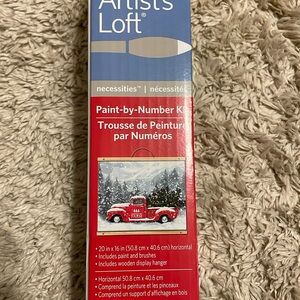 Artist's
Loft®
necessities™ | nécessités
Paint-by-Number K
Trousse de Peinture
par Numéros
• 20 in x 16 in (50.8 cm x 40.6 cm) horizontal
• Includes paint and brushes
• Includes wooden display hanger
• Horizontal 50.8 cm x 40.6 cm
• Comprend la peinture et les pinceaux
• Comprend un support d'affichage en bois